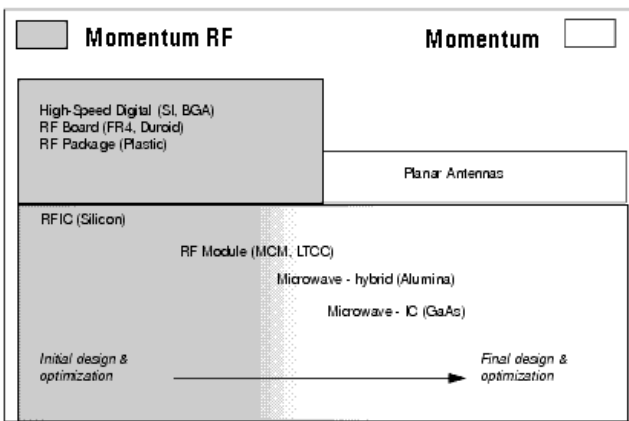 Momentum RF
Momentum
High-Speed Digital (SI, BGA)
RF Board (FR4, Duroid)
RF Package (Plastic)
Planar Antennas
RFIC (Silicon)
RF Module (MCM, LTCC)
Microwave - hybrid (Alumina)
Microwave - IC (GaAs)
Initial design &
optimization
Final design &
optimization